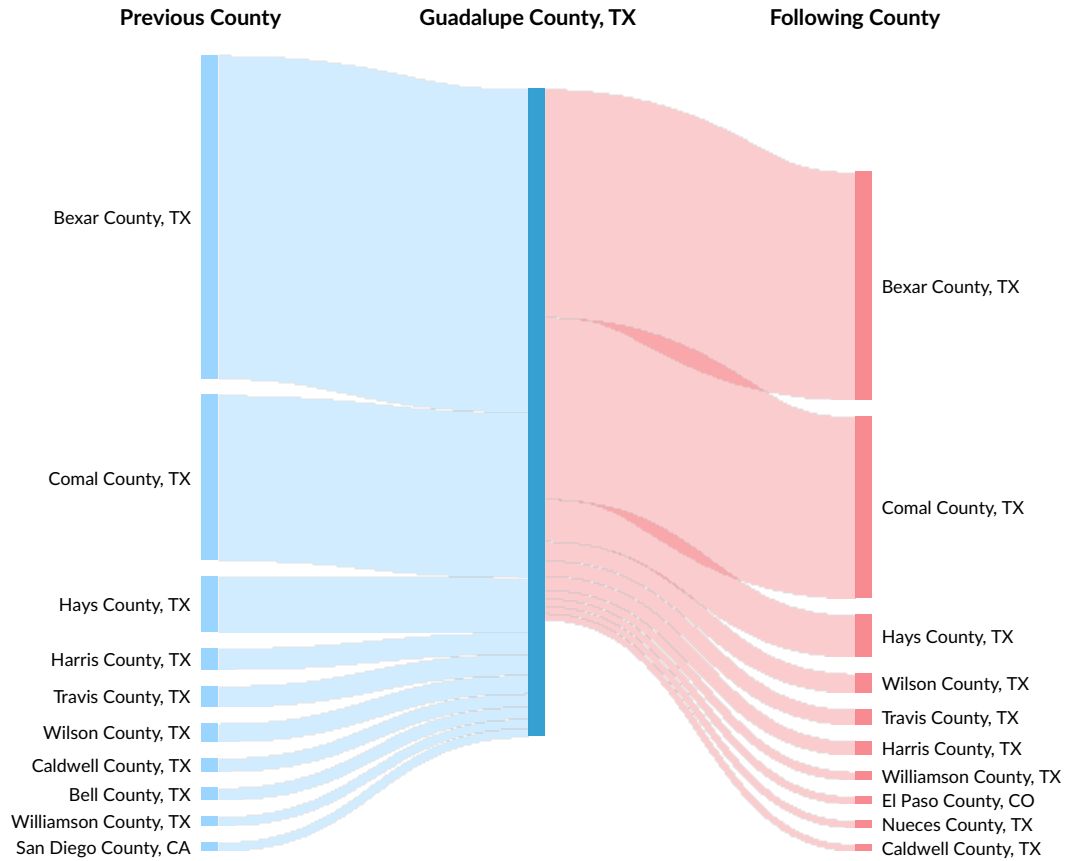 Previous County
Guadalupe County, TX
Following County
Bexar County, TX
Comal County, TX
Hays County, TX
Harris County, TX
Travis County, TX
Wilson County, TX
Caldwell County, TX
Bell County, TX
Williamson County, TX
San Diego County, CA
Bexar County, TX
Comal County, TX
Hays County, TX
Wilson County, TX
Travis County, TX
Harris County, TX
Williamson County, TX
El Paso County, CO
Nueces County, TX
Caldwell County, TX